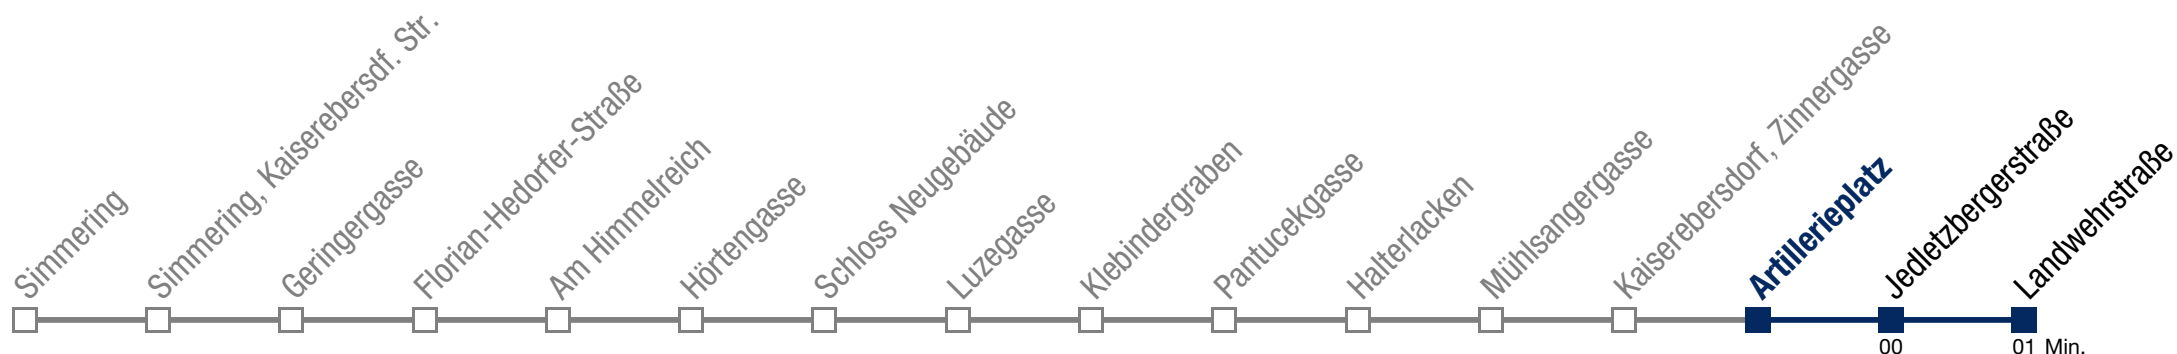 Simmering
Simmering, Kaiserebersdf. Str.
Geringergasse
Florian-Hedorfer-Straße
Am Himmelreich
Hörtengasse
Schloss Neugebäude
Luzegasse
Klebindergraben
Pantucekgasse
Halterlacken
Mühlsangergasse
Kaiserebersdorf, Zinnergasse
Artillerieplatz
Jedletzbergerstraße
Landwehrstraße
00
01 Min.